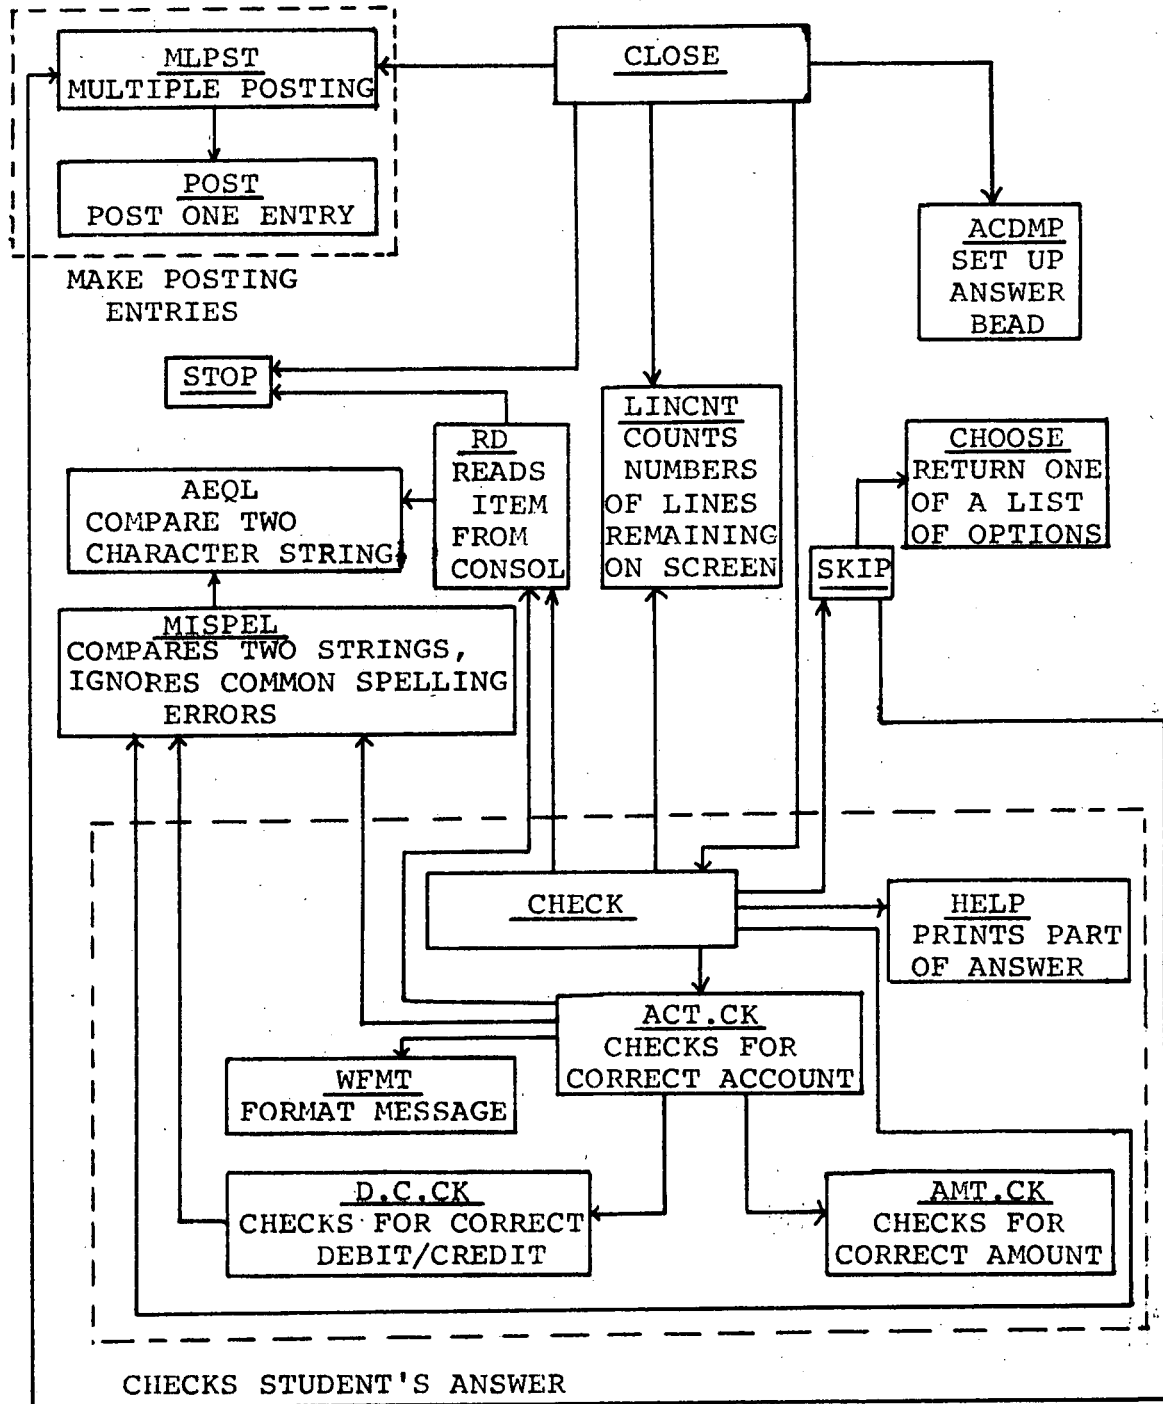 MLPST
MULTIPLE POSTING
CLOSE
POST
POST ONE ENTRY
MAKE POSTING
ENTRIES
ACDMP
SET UP
ANSWER
BEAD
STOP
RD
READS
ITEM
FROM
CONSOL
LINCNT
COUNTS
NUMBERS
OF LINES
REMAINING
ON SCREEN
CHOOSE
RETURN ONE
OF A LIST
OF OPTIONS
AEQL
COMPARE TWO
CHARACTER STRING
SKIP
MISPEL
COMPARES TWO STRINGS,
IGNORES COMMON SPELLING
ERRORS
CHECK
HELP
PRINTS PART
OF ANSWER
ACT.CK
CHECKS FOR
CORRECT ACCOUNT
WFMT
FORMAT MESSAGE
D.C.CK
CHECKS FOR CORRECT
DEBIT/CREDIT
AMT.CK
CHECKS FOR
CORRECT AMOUNT
CHECKS STUDENT'S ANSWER